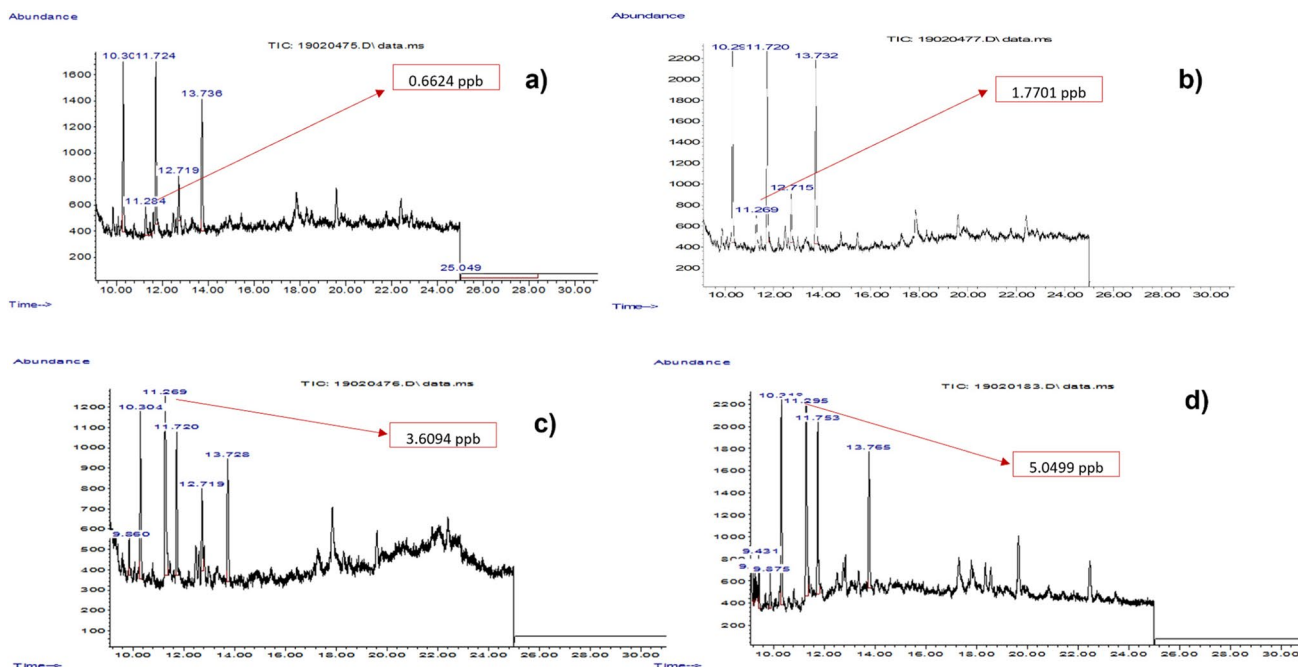 Abundance
TIC: 19020475.D\data.ms
11.724
1600
1400
13.736
1200
1000
12.719
800
11.284
600
400
200
25.049
10.00 12.00 14.00 16.00 18.00 20.00 22.00 24.00 26.00 28.00 30.00
Time-->
0.6624 ppb
a)
Abundance
TIC: 19020477.D\data.ms
11.720
13.732
2200
2000
1800
1600
1400
1200
1000
12.715
800
11.269
600
400
200
10.00 12.00 14.00 16.00 18.00 20.00 22.00 24.00 26.00 28.00 30.00
Time-->
1.7701 ppb
b)
Abundance
TIC: 19020476.D\data.ms
11.269
1200
10.304
1100
11.720
1000
13.728
900
12.719
800
700
600
9.860
500
400
300
200
100
10.00 12.00 14.00 16.00 18.00 20.00 22.00 24.00 26.00 28.00 30.00
Time-->
3.6094 ppb
c)
Abundance
TIC: 19020183.D\data.ms
11.295
2200
11.753
2000
1800
13.765
1600
1400
1200
1000
9.431
800
9.875
600
400
200
10.00 12.00 14.00 16.00 18.00 20.00 22.00 24.00 26.00 28.00 30.00
5.0499 ppb
d)